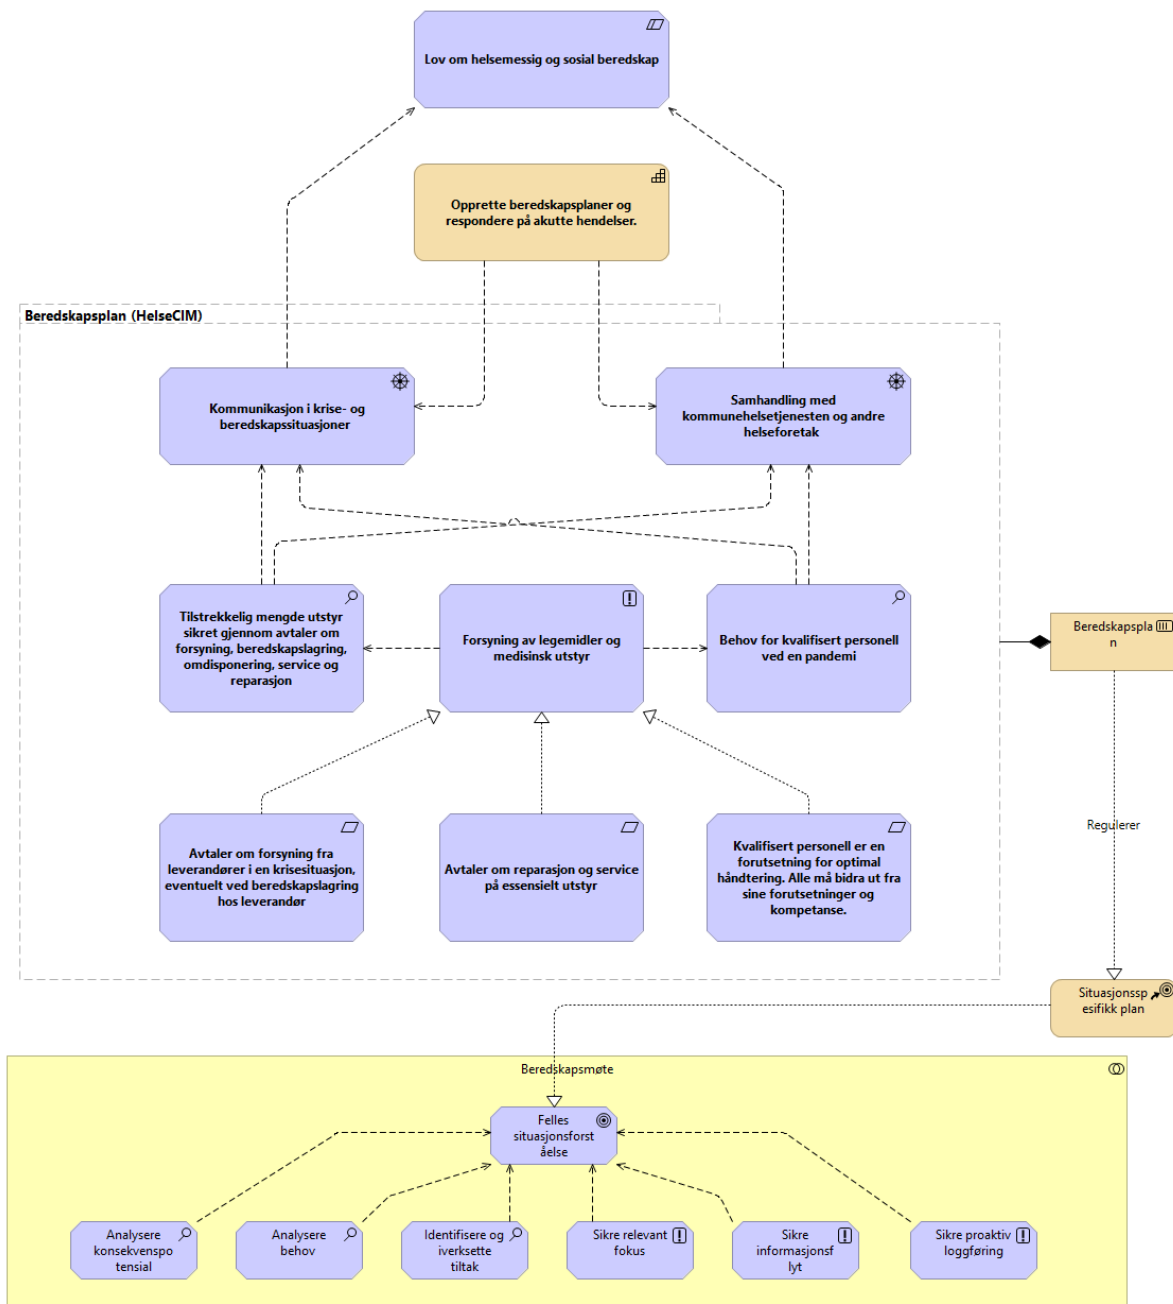 Lov om helsemessig og sosial beredskap
Opprette beredskapsplaner og
respondere på akutte hendelser.
Beredskapsplan (HelseCIM)
Kommunikasjon i krise- og
beredskapssituasjoner
Samhandling med
kommunehelsetjenesten og andre
helseforetak
Tilstrekkelig mengde utstyr
sikret gjennom avtaler om
forsyning, beredskapslagring,
omdisponering, service og
reparasjon
Forsyning av legemidler og
medisinsk utstyr
Behov for kvalifisert personell
ved en pandemi
Beredskapspla
n
Avtaler om forsyning fra
leverandører i en krisesituasjon,
eventuelt ved beredskapslagring
hos leverandør
Avtaler om reparasjon og service
på essensielt utstyr
Kvalifisert personell er en
forutsetning for optimal
håndtering. Alle må bidra ut fra
sine forutsetninger og
kompetanse.
Regulerer
Situasjonssp
esifikk plan
Beredskapsmøte
Felles
situasjonsforst
åelse
Analysere
konsekvenspo
tensial
Analysere
behov
Identifisere og
iverksette
tiltak
Sikre relevant
fokus
Sikre
informasjonsf
lyt
Sikre proaktiv
loggføring